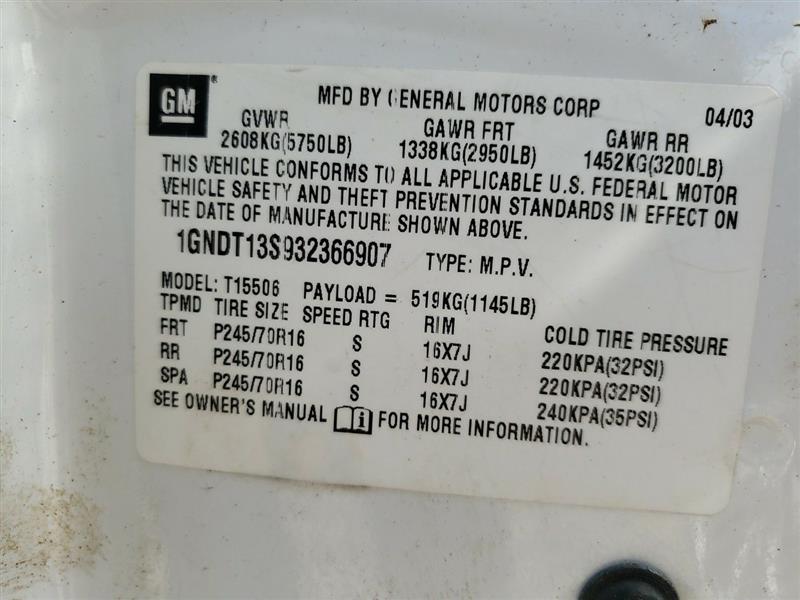 GM ® MFD BY GENERAL MOTORS CORP 04/03
GVWR GAWR FRT GAWR RR
2608KG(5750LB) 1338KG(2950LB) 1452KG(3200LB)
THIS VEHICLE CONFORMS TO ALL APPLICABLE U.S. FEDERAL MOTOR
VEHICLE SAFETY AND THEFT PREVENTION STANDARDS IN EFFECT ON
THE DATE OF MANUFACTURE SHOWN ABOVE.
1GNDT13S932366907 TYPE: M.P.V.
MODEL: T15506 PAYLOAD = 519KG(1145LB)
TPMD TIRE SIZE SPEED RTG RIM COLD TIRE PRESSURE
FRT P245/70R16 S 16X7J 220KPA(32PSI)
RR P245/70R16 S 16X7J 220KPA(32PSI)
SPA P245/70R16 S 16X7J 240KPA(35PSI)
SEE OWNER'S MANUAL i FOR MORE INFORMATION.